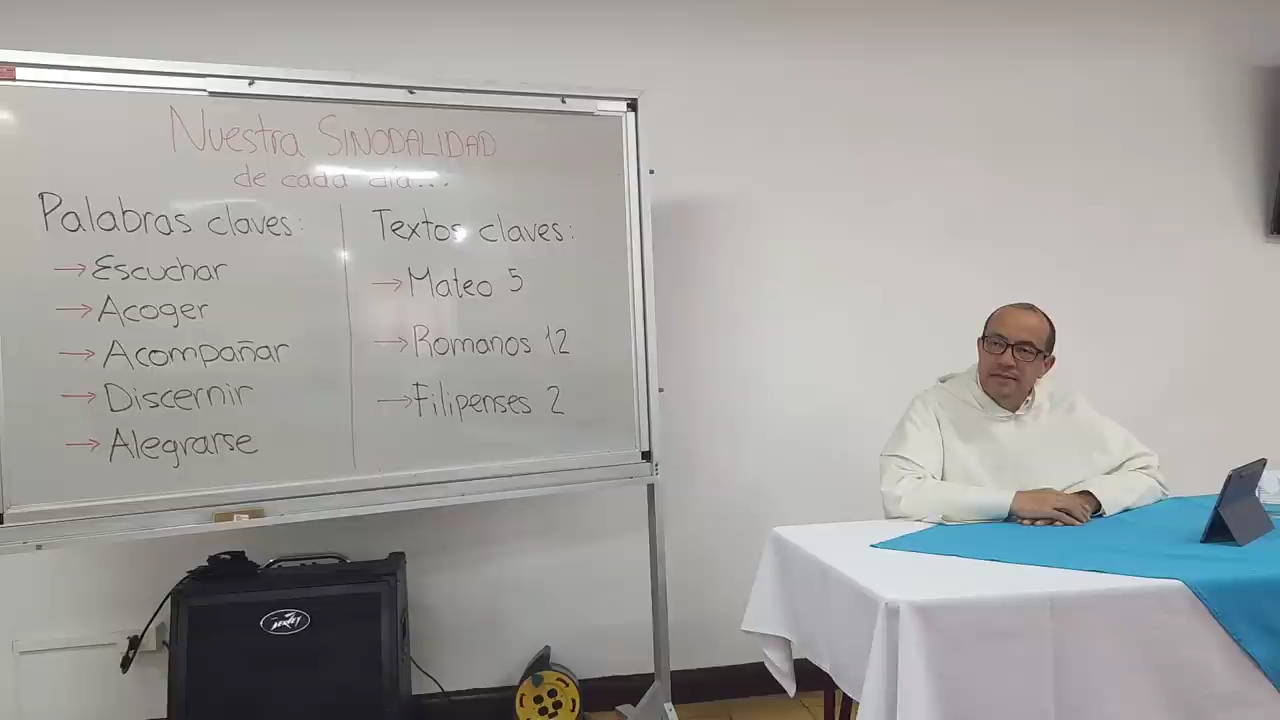 Nuestra SINODALIDAD
de cada día...
Palabras claves:
→Escuchar
→Acoger
→Acompañar
→Discernir
→Alegrarse
Textos claves:
→Mateo 5
→Romanos 12
→Filipenses 2
PEAVEY